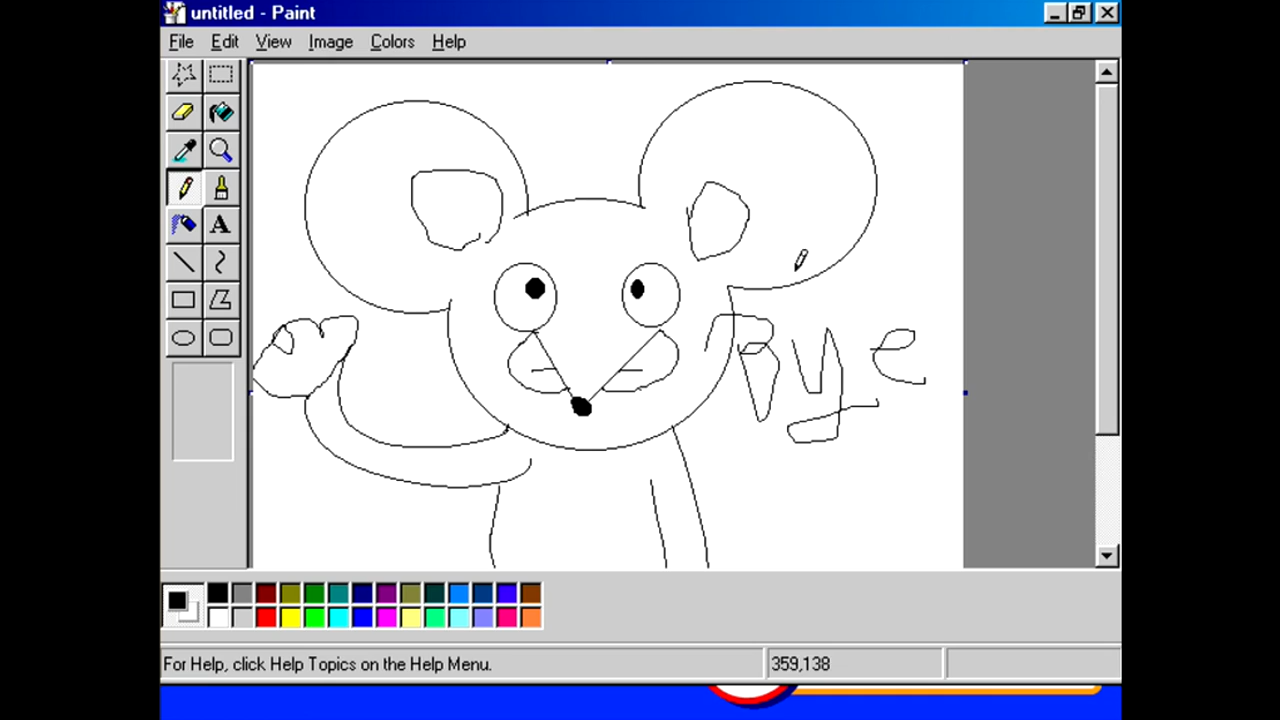 untitled - Paint
File Edit View Image Colors Help
A
Bye
For Help, click Help Topics on the Help Menu.
359,138